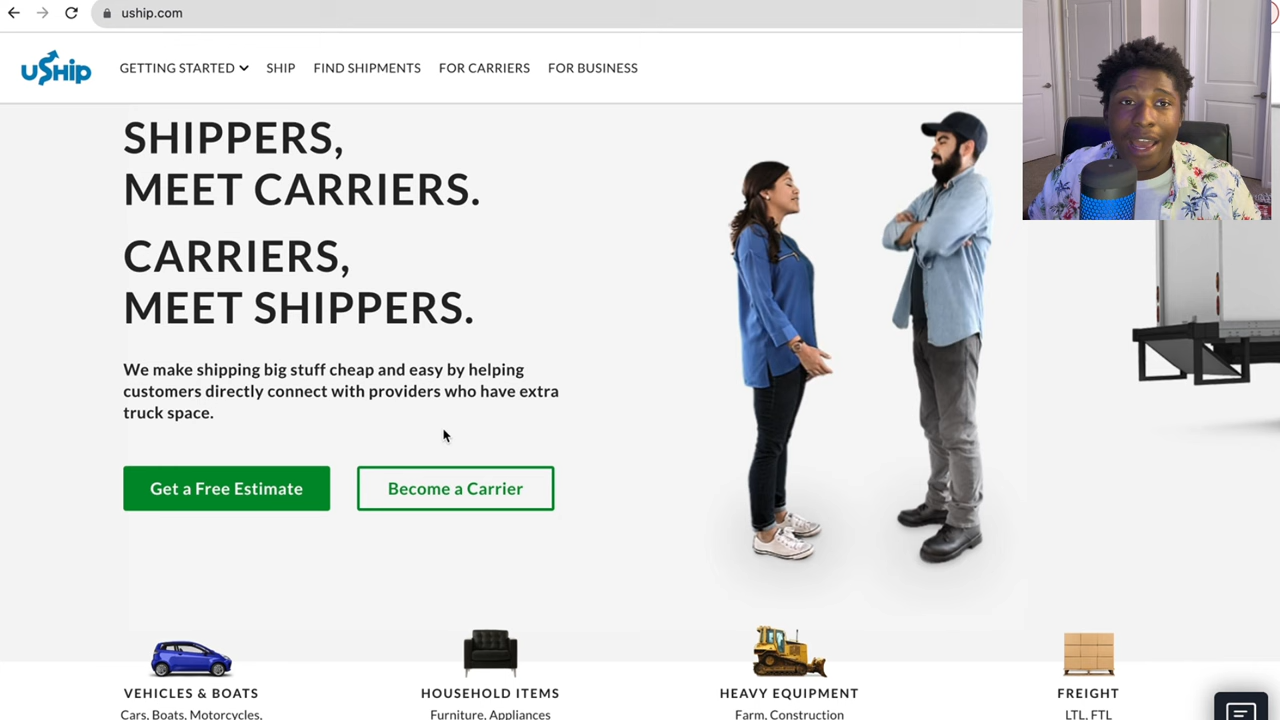 uship.com
uShip
GETTING STARTED
SHIP
FIND SHIPMENTS
FOR CARRIERS
FOR BUSINESS
SHIPPERS,
MEET CARRIERS.
CARRIERS,
MEET SHIPPERS.
We make shipping big stuff cheap and easy by helping
customers directly connect with providers who have extra
truck space.
Get a Free Estimate
Become a Carrier
VEHICLES & BOATS
Cars, Boats, Motorcycles,
HOUSEHOLD ITEMS
Furniture, Appliances
HEAVY EQUIPMENT
Farm, Construction
FREIGHT
LTL, FTL